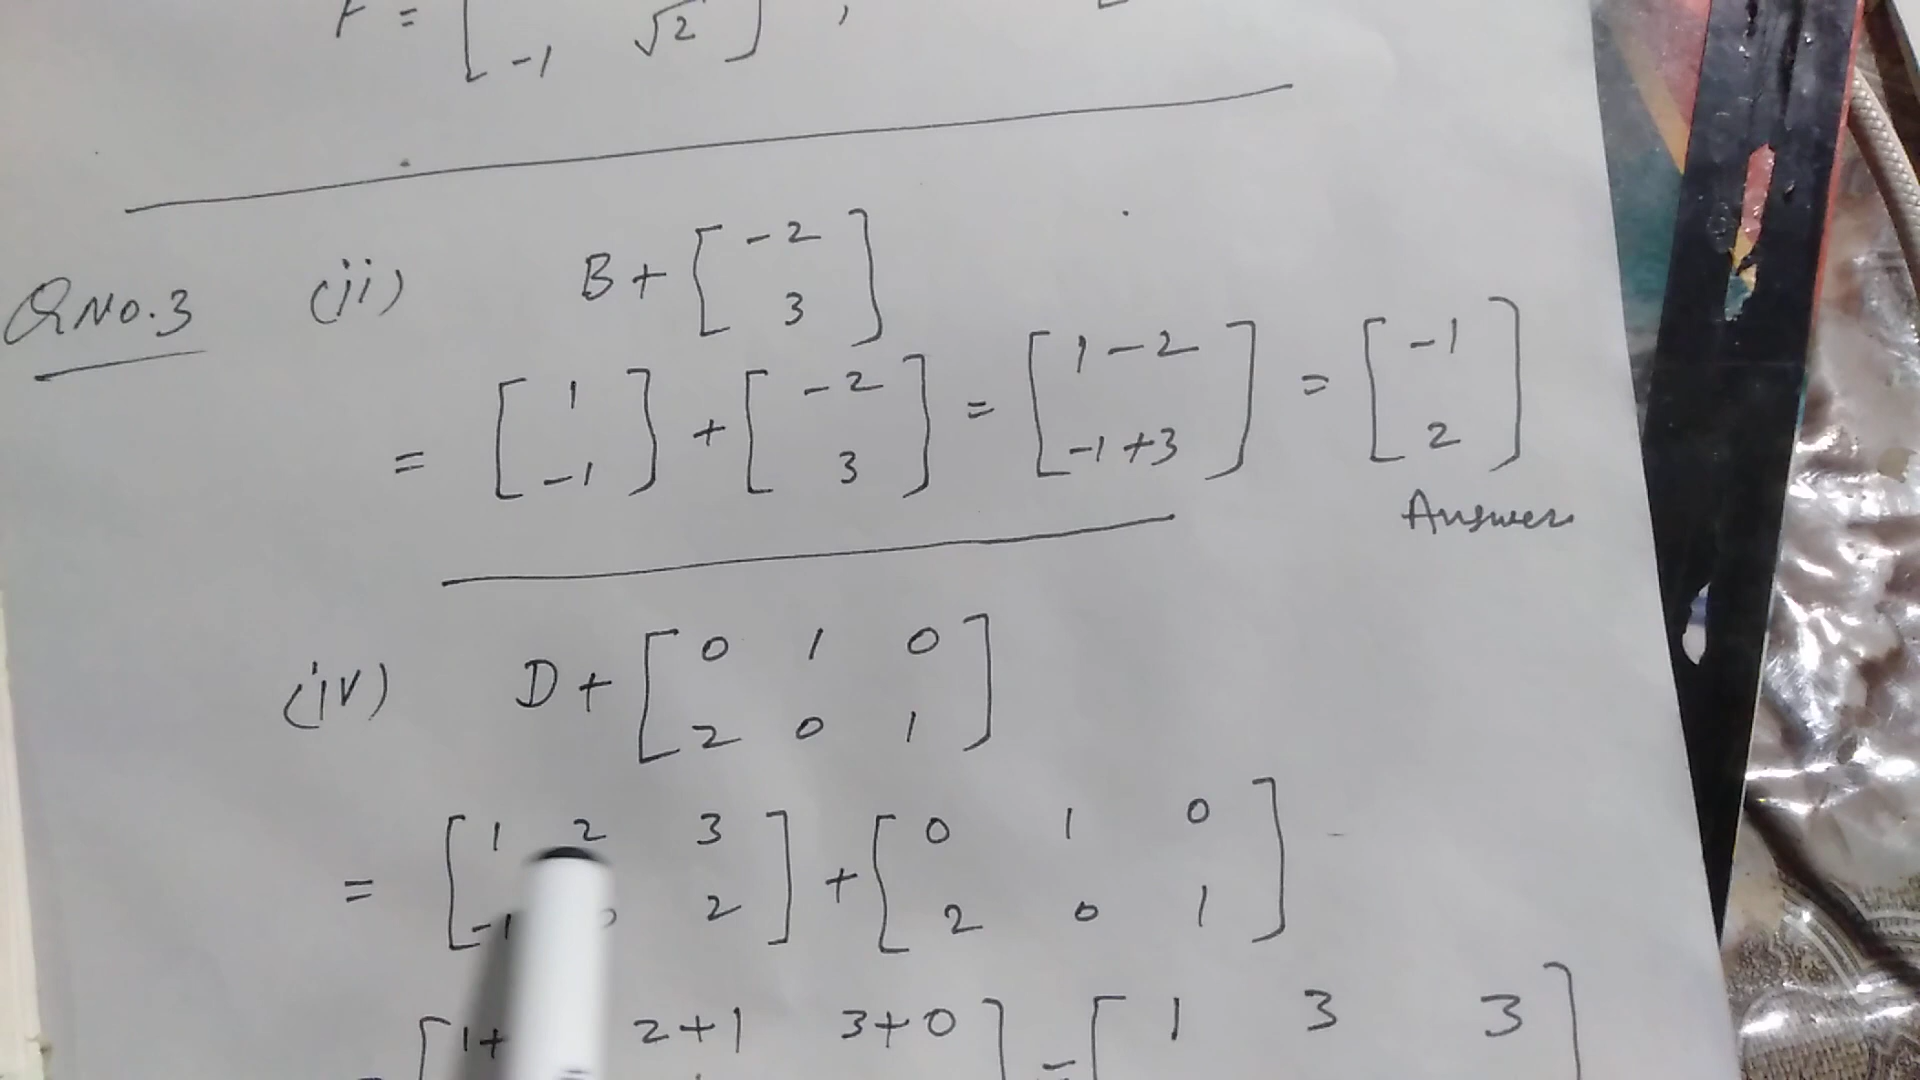 F = [ -1 √2 ] ,
Q No.3 (ii) B + [ -2 3 ]
= [ 1 -1 ] + [ -2 3 ] = [ 1-2 -1+3 ] = [ -1 2 ]
Answer
(iv) D + [ 0 1 0 2 0 1 ]
= [ 1 2 3 -1 2 ] + [ 0 1 0 2 0 1 ]
[ 1+ 2+1 3+0 ] = [ 1 3 3 ]